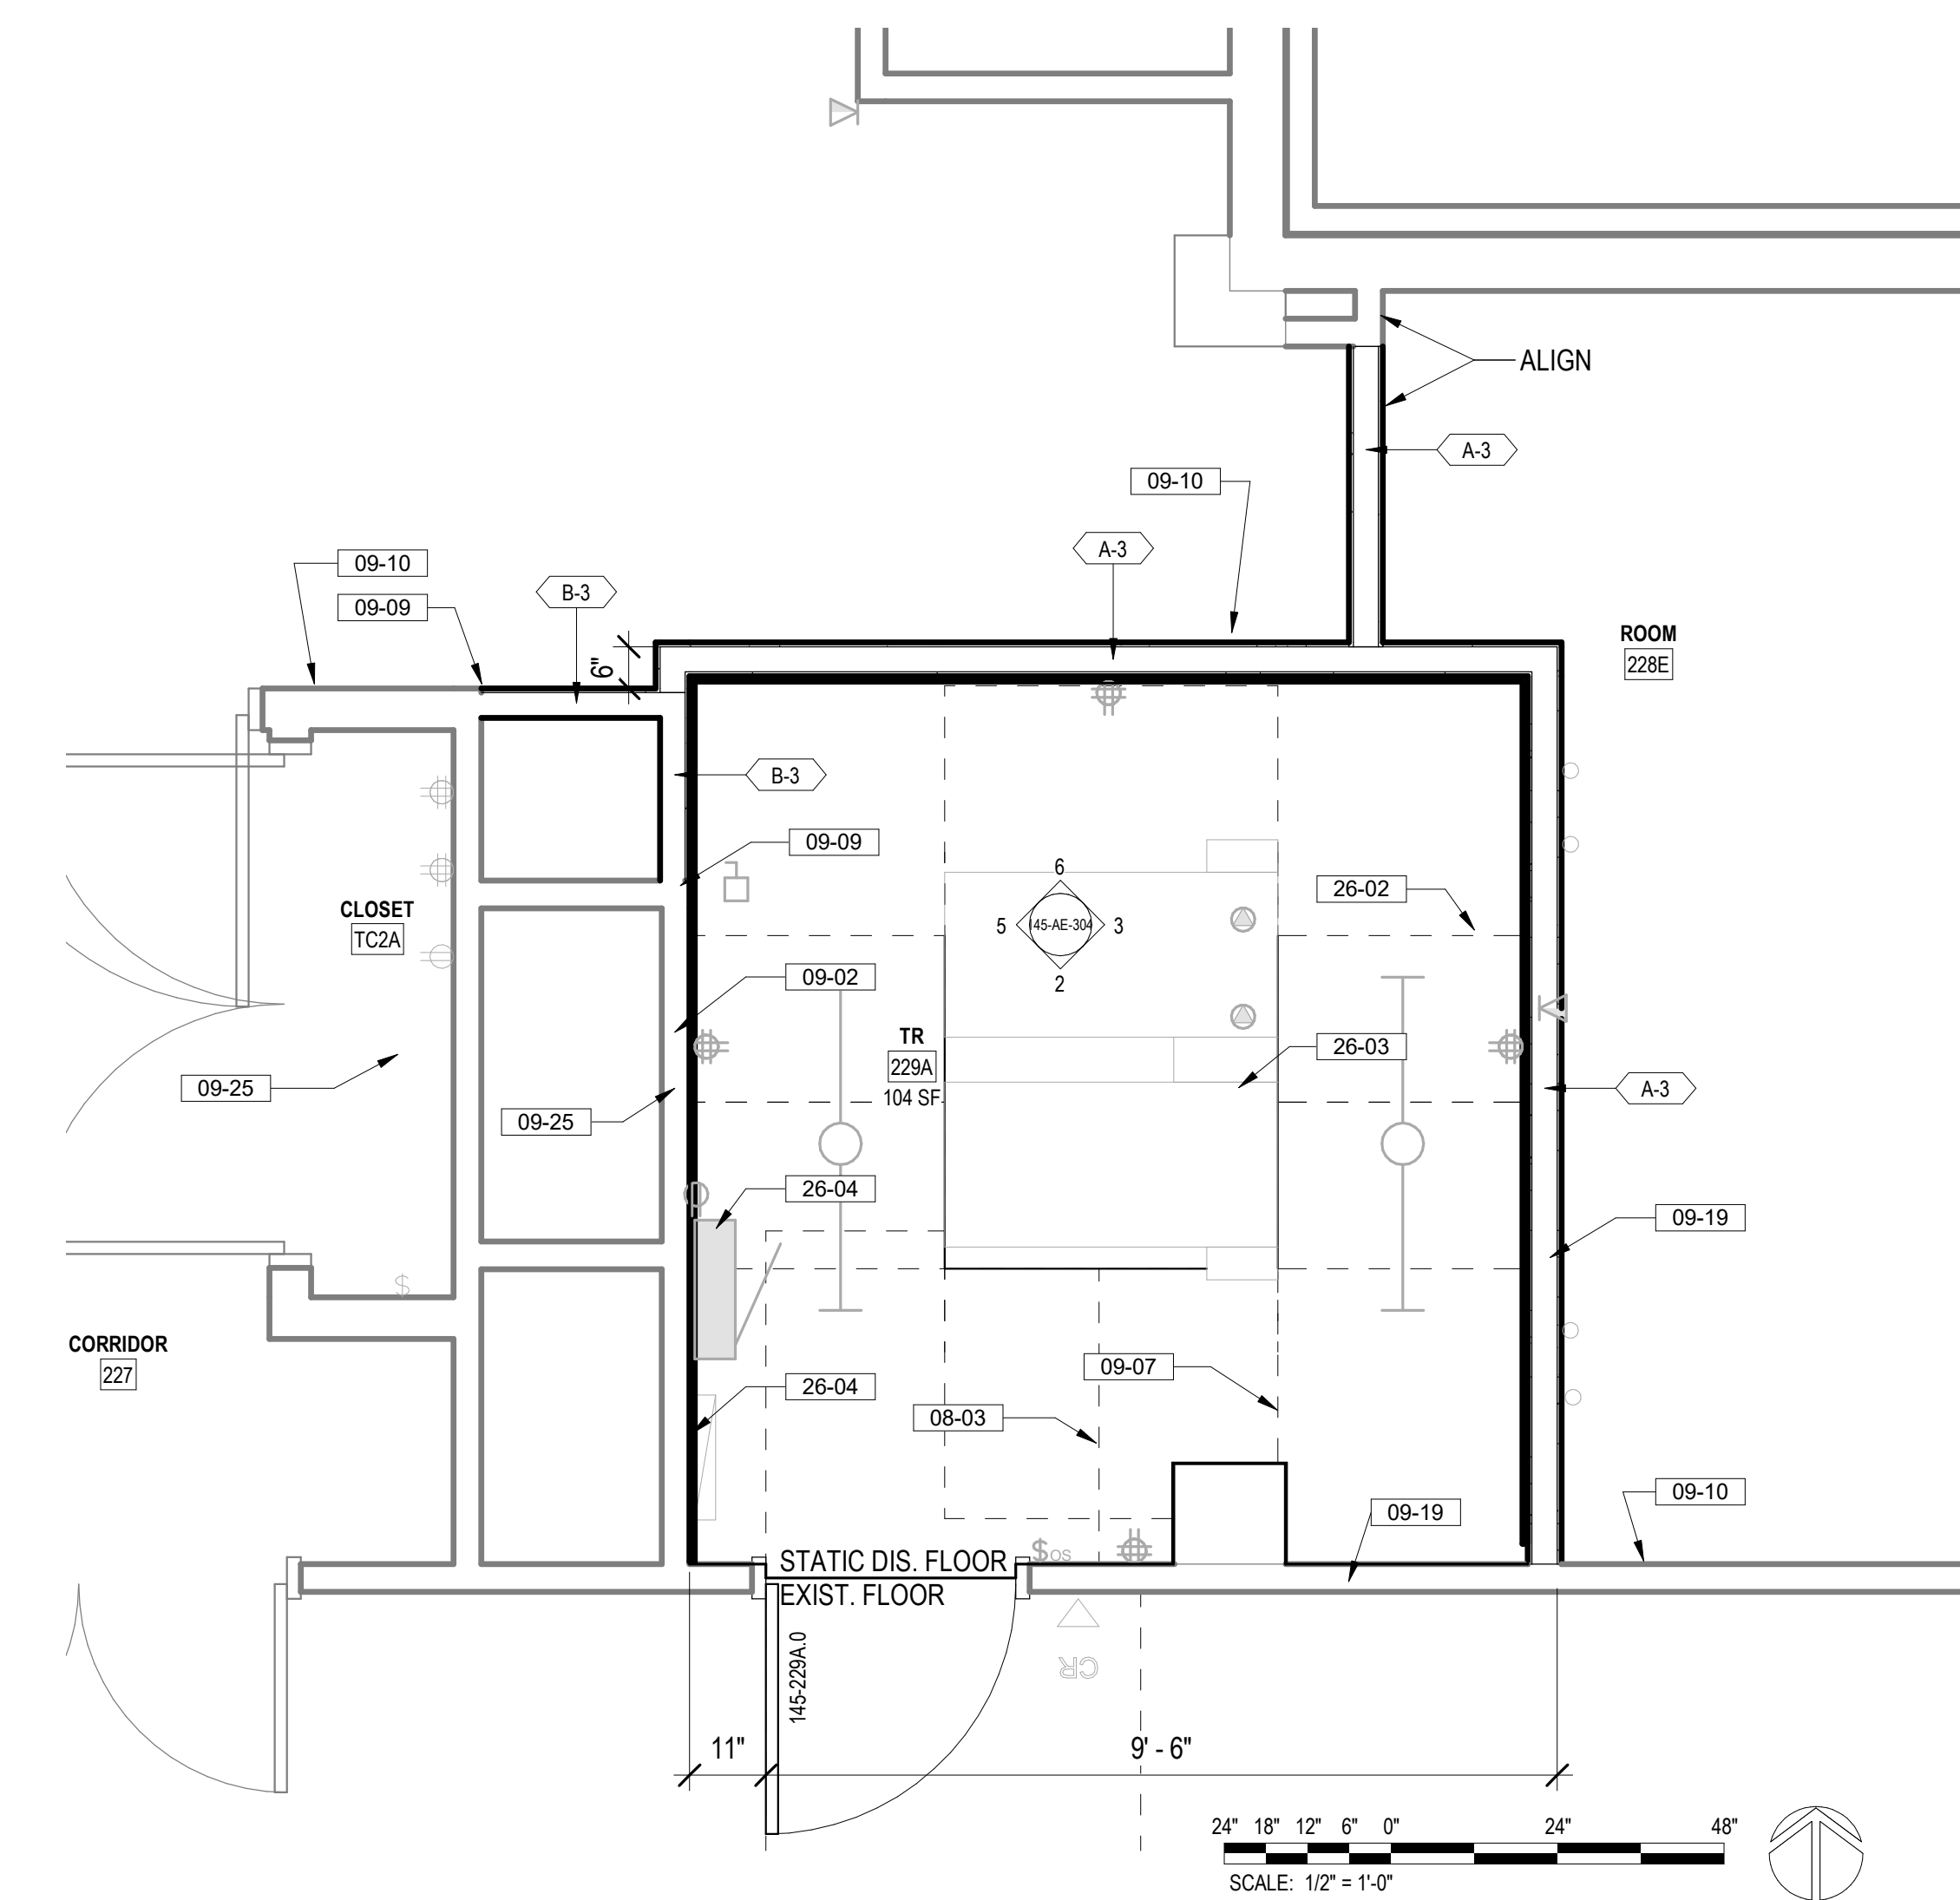 ALIGN
A-3
09-10
A-3
09-10
B-3
09-09
6"
ROOM
228E
B-3
09-09
26-02
6
5
145-AE-304
3
2
CLOSET
TC2A
09-02
TR
229A
104 SF
26-03
09-25
09-25
A-3
26-04
09-19
$
CORRIDOR
227
09-07
26-04
08-03
09-10
09-19
$OS
STATIC DIS. FLOOR
EXIST. FLOOR
CR
145-229A.0
11"
9' - 6"
24" 18" 12" 6" 0" 24" 48"
SCALE: 1/2" = 1'-0"